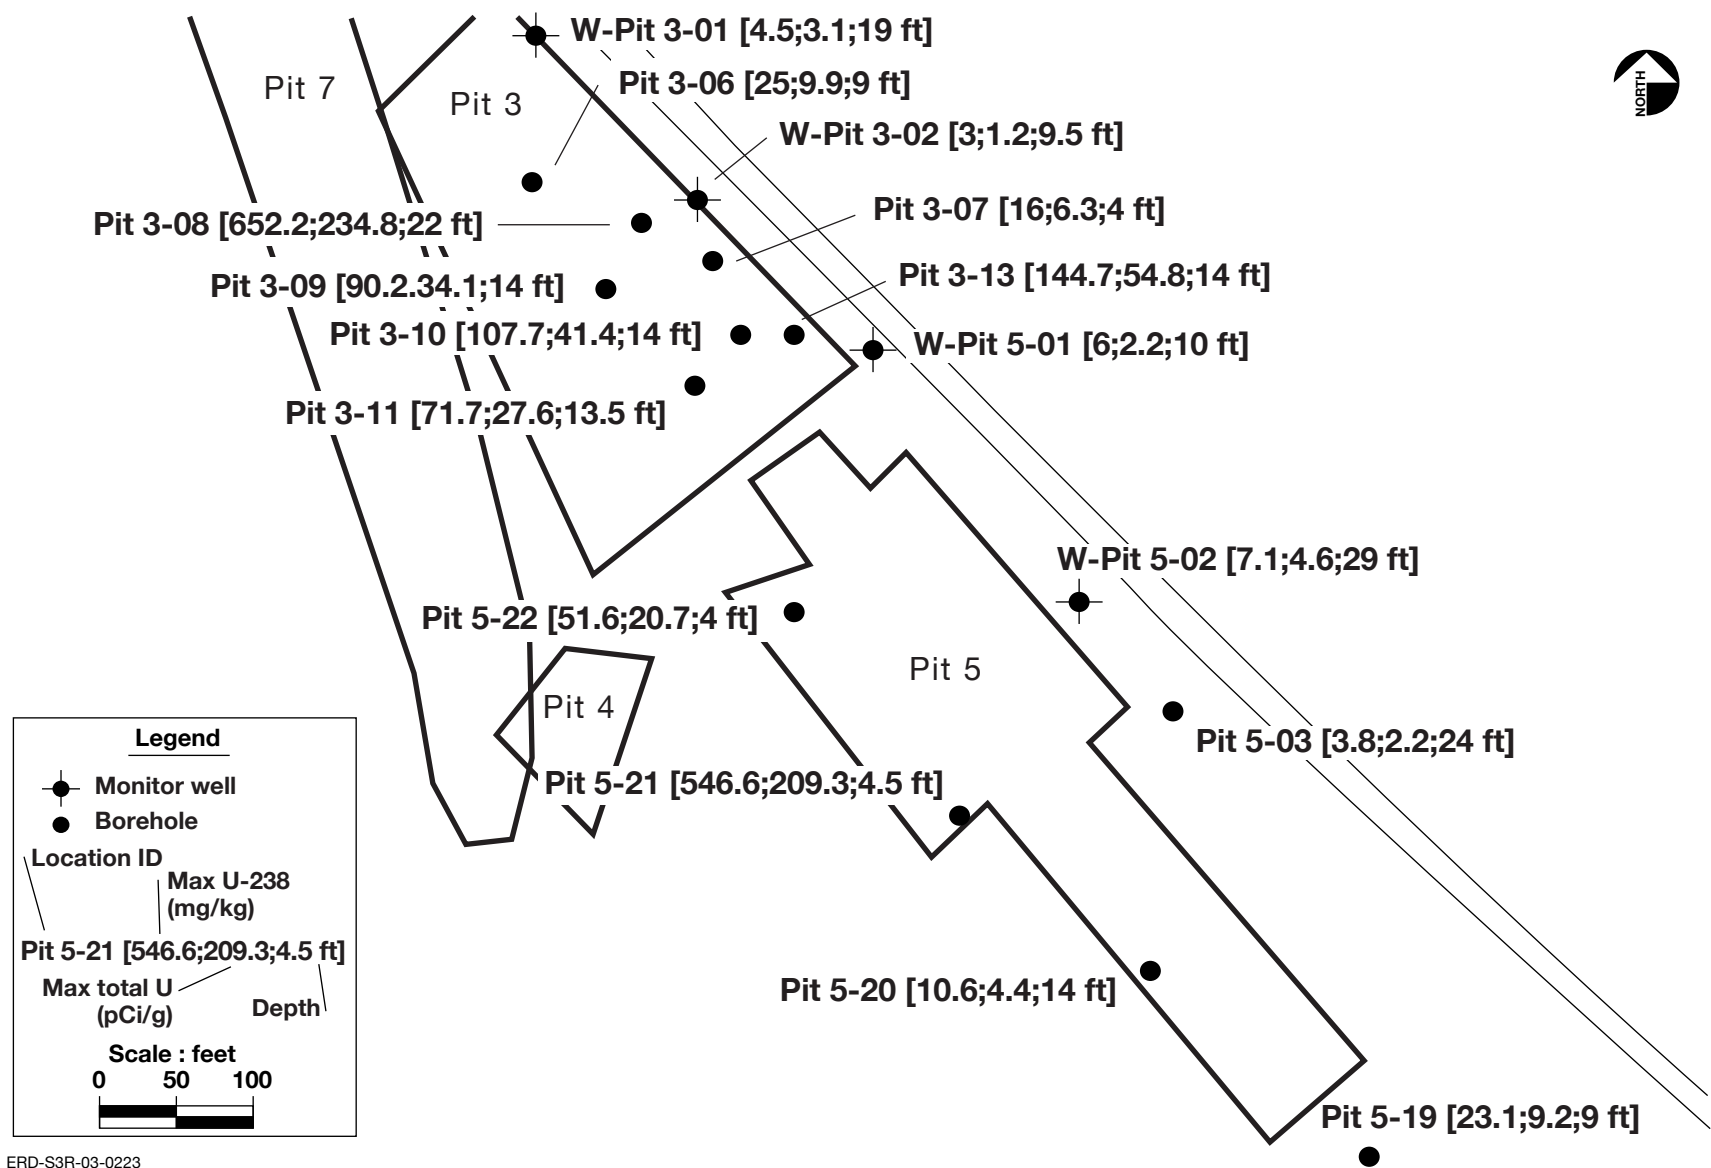 W-Pit 3-01 [4.5;3.1;19 ft]
Pit 7
Pit 3-06 [25;9.9;9 ft]
Pit 3
NORTH
W-Pit 3-02 [3;1.2;9.5 ft]
Pit 3-07 [16;6.3;4 ft]
Pit 3-08 [652.2;234.8;22 ft]
Pit 3-13 [144.7;54.8;14 ft]
Pit 3-09 [90.2.34.1;14 ft]
Pit 3-10 [107.7;41.4;14 ft]
W-Pit 5-01 [6;2.2;10 ft]
Pit 3-11 [71.7;27.6;13.5 ft]
W-Pit 5-02 [7.1;4.6;29 ft]
Pit 5-22 [51.6;20.7;4 ft]
Pit 5
Pit 4
Pit 5-03 [3.8;2.2;24 ft]
Pit 5-21 [546.6;209.3;4.5 ft]
Pit 5-20 [10.6;4.4;14 ft]
Pit 5-19 [23.1;9.2;9 ft]
Legend
Monitor well
Borehole
Location ID
Max U-238
(mg/kg)
Pit 5-21 [546.6;209.3;4.5 ft]
Max total U
(pCi/g)
Depth
Scale : feet
0 50 100
ERD-S3R-03-0223